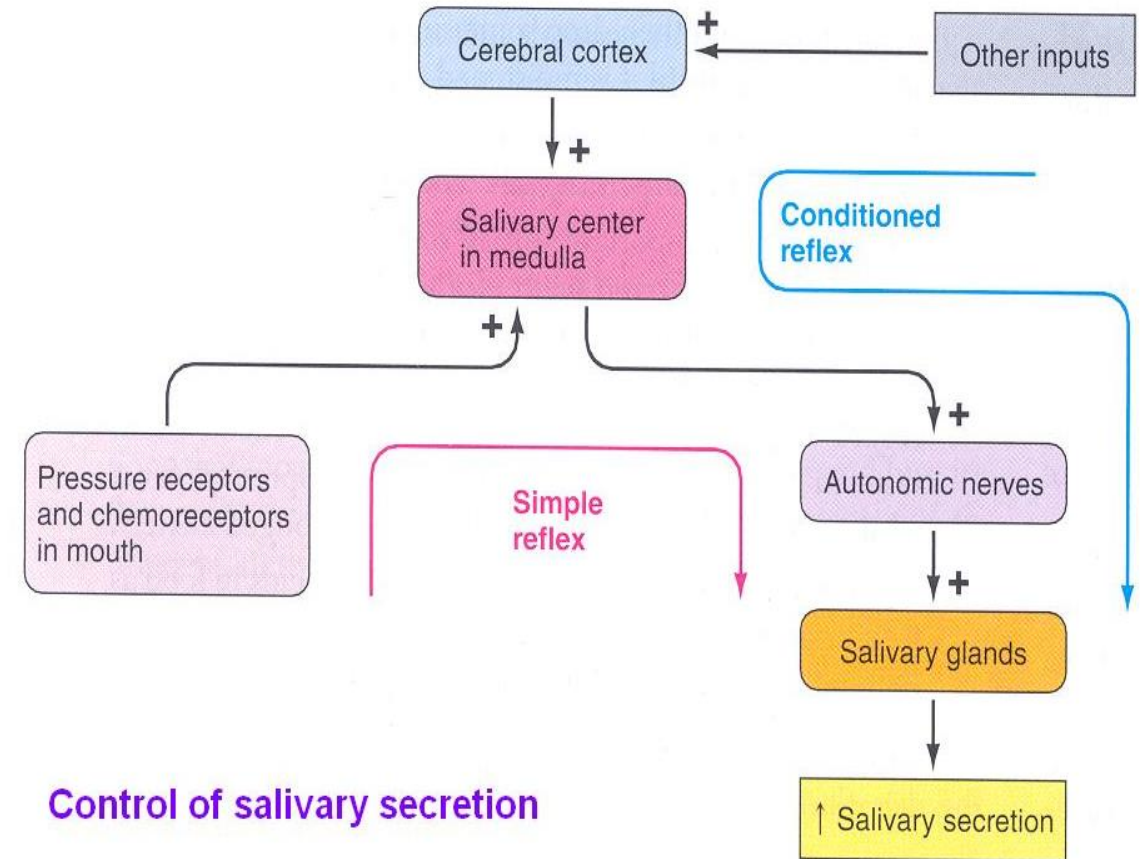 Cerebral cortex
+
Other inputs
+
Salivary center
in medulla
Conditioned
reflex
+
+
Pressure receptors
and chemoreceptors
in mouth
Simple
reflex
Autonomic nerves
+
Salivary glands
Control of salivary secretion
↑ Salivary secretion